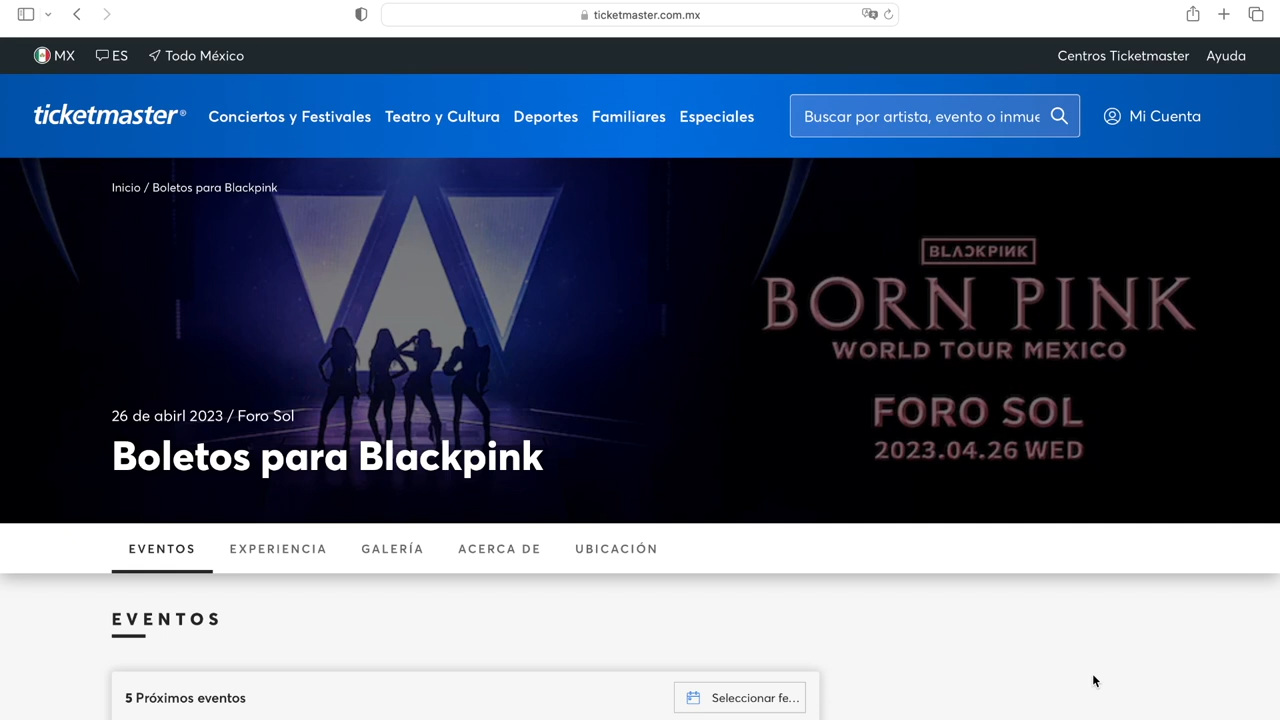 ticketmaster.com.mx
MX ES Todo México Centros Ticketmaster Ayuda
ticketmaster® Conciertos y Festivales Teatro y Cultura Deportes Familiares Especiales Buscar por artista, evento o inmue Mi Cuenta
Inicio / Boletos para Blackpink
BLACKPINK
BORN PINK
WORLD TOUR MEXICO
FORO SOL
2023.04.26 WED
26 de abirl 2023 / Foro Sol
Boletos para Blackpink
EVENTOS EXPERIENCIA GALERÍA ACERCA DE UBICACIÓN
EVENTOS
5 Próximos eventos Seleccionar fe...